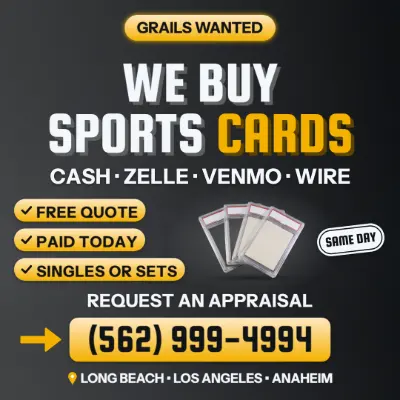 GRAILS WANTED
WE BUY
SPORTS CARDS
CASH · ZELLE · VENMO · WIRE
✓ FREE QUOTE
✓ PAID TODAY
✓ SINGLES OR SETS
SAME DAY
REQUEST AN APPRAISAL
(562) 999-4994
LONG BEACH · LOS ANGELES · ANAHEIM